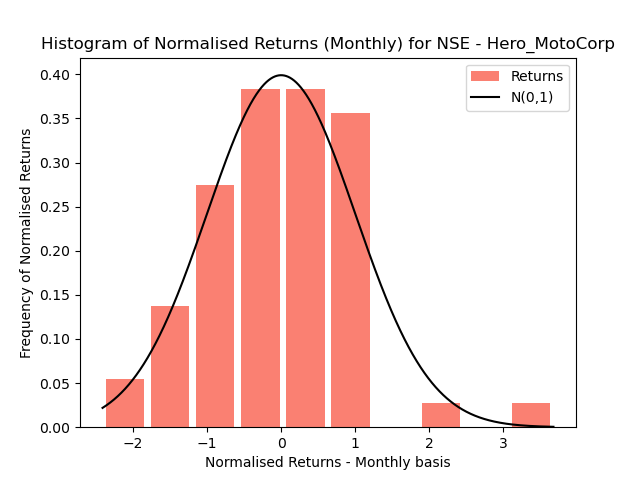 Histogram of Normalised Returns (Monthly) for NSE - Hero_MotoCorp
Returns
N(0,1)
Frequency of Normalised Returns
0.40
0.35
0.30
0.25
0.20
0.15
0.10
0.05
0.00
−2 −1 0 1 2 3
Normalised Returns - Monthly basis